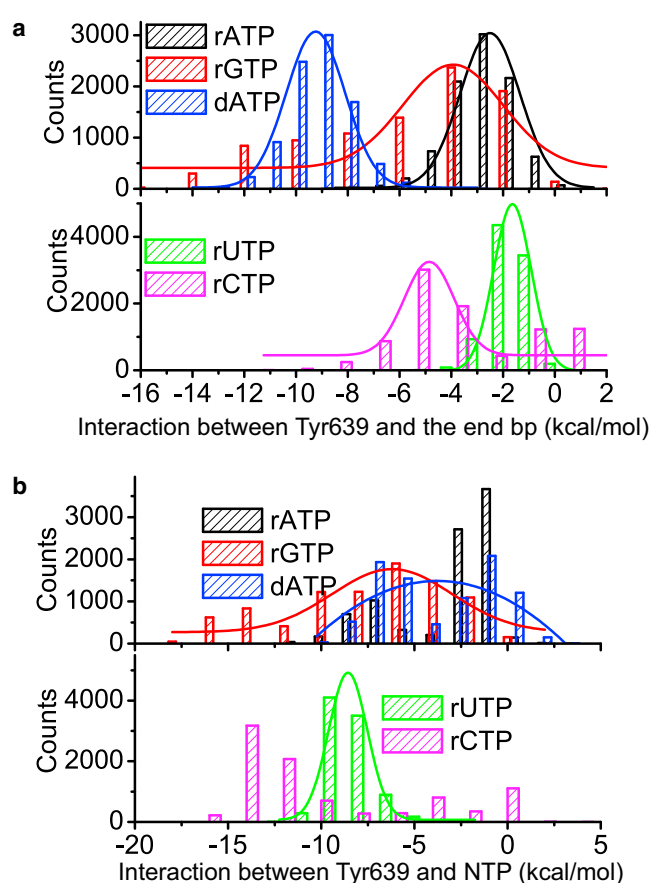 a
rATP
rGTP
dATP
Counts
3000
2000
1000
0
rUTP
rCTP
Counts
4000
2000
0
-16 -14 -12 -10 -8 -6 -4 -2 0 2
Interaction between Tyr639 and the end bp (kcal/mol)
b
rATP
rGTP
dATP
Counts
3000
2000
1000
0
rUTP
rCTP
Counts
4000
2000
0
-20 -15 -10 -5 0 5
Interaction between Tyr639 and NTP (kcal/mol)